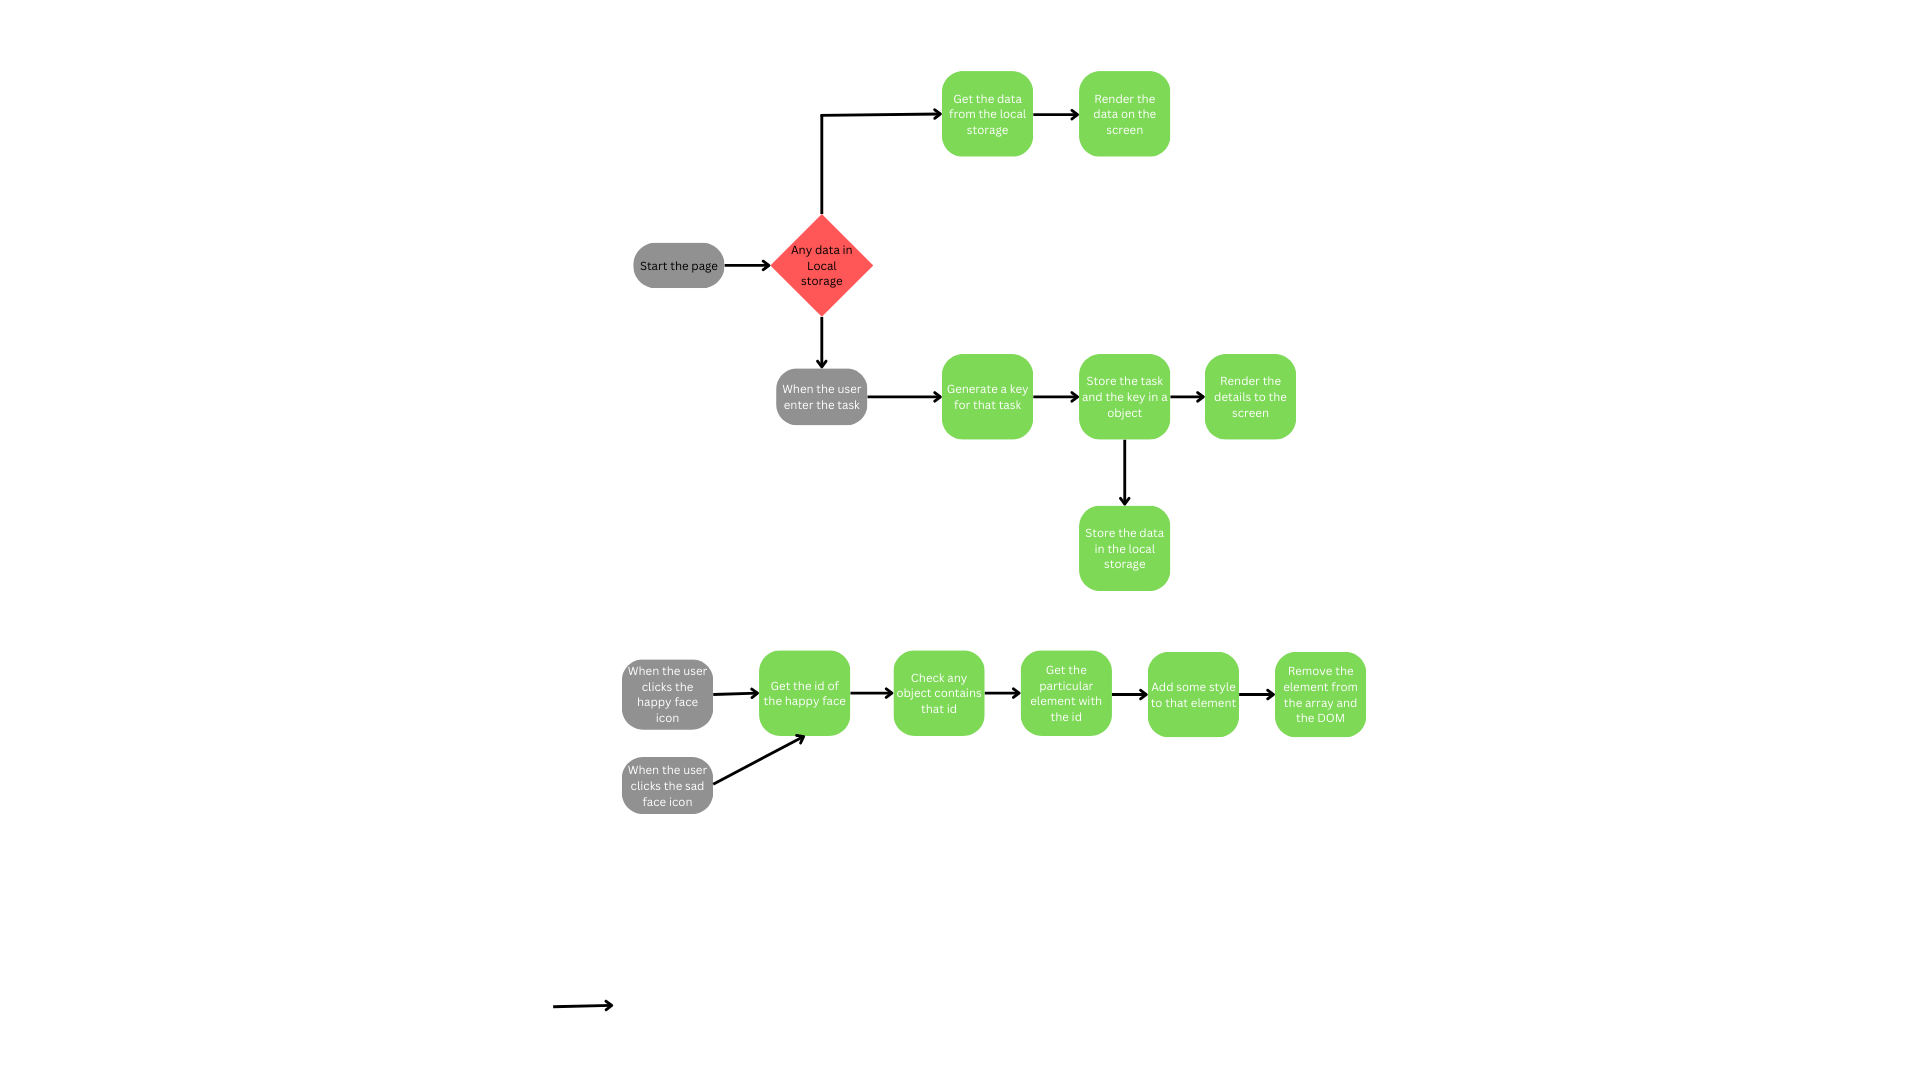 Get the data
from the local
storage
Render the
data on the
screen
Start the page
Any data in
Local
storage
When the user
enter the task
Generate a key
for that task
Store the task
and the key in a
object
Render the
details to the
screen
Store the data
in the local
storage
When the user
clicks the
happy face
icon
Get the id of
the happy face
Check any
object contains
that id
Get the
particular
element with
the id
Add some style
to that element
Remove the
element from
the array and
the DOM
When the user
clicks the sad
face icon